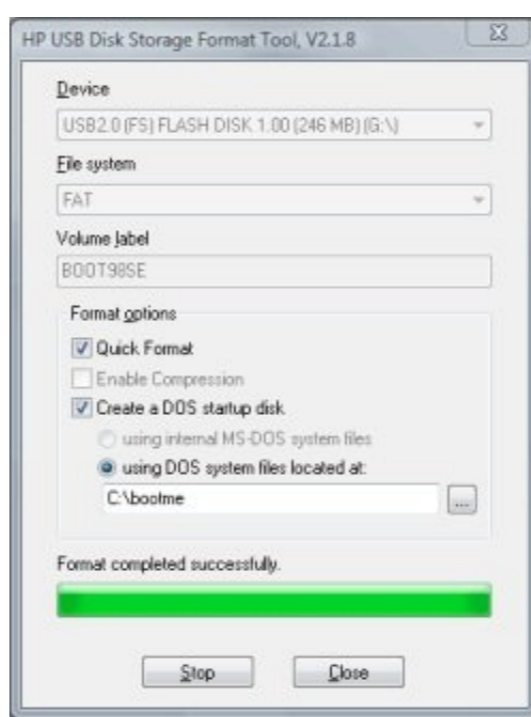 HP USB Disk Storage Format Tool, V2.1.8
Device
USB2.0 (FS) FLASH DISK 1.00 (246 MB) (G:\)
File system
FAT
Volume label
BOOT98SE
Format options
Quick Format
Enable Compression
Create a DOS startup disk
using internal MS-DOS system files
using DOS system files located at:
C:\bootme
...
Format completed successfully.
Stop
Close